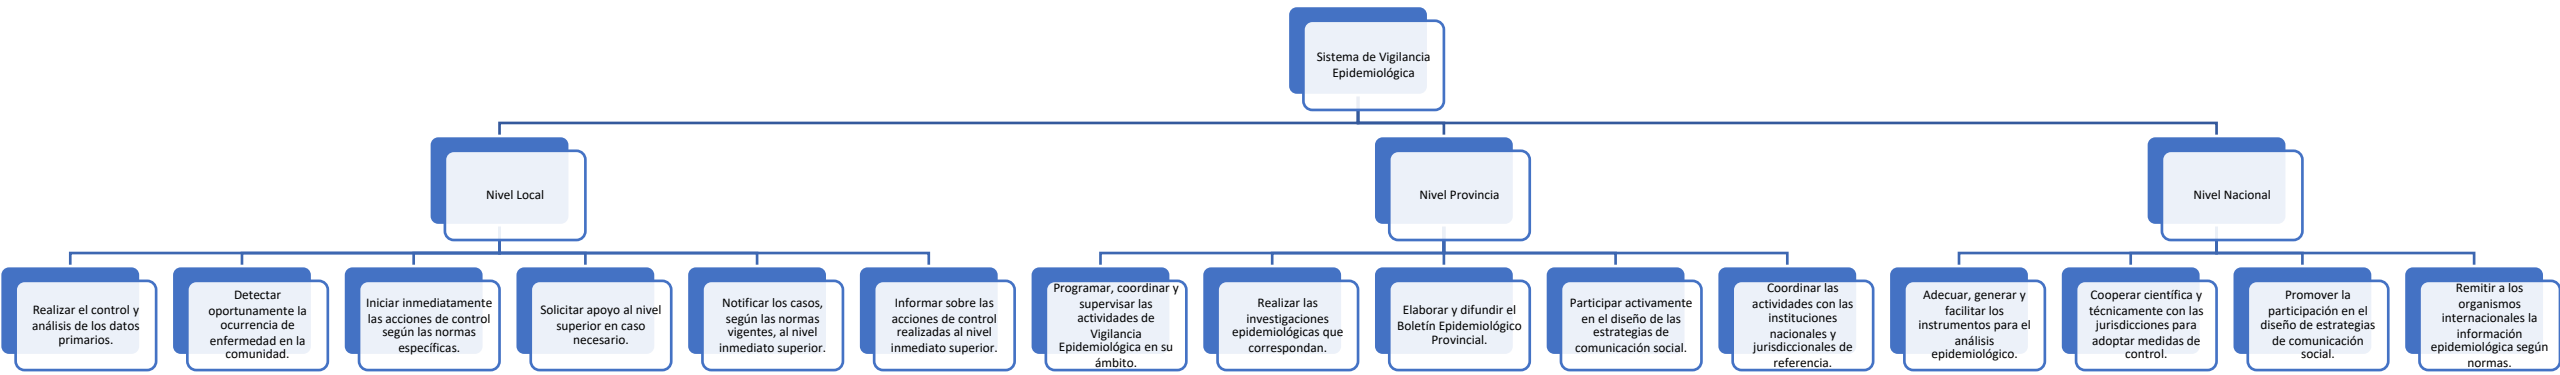 Sistema de Vigilancia
Epidemiológica
Nivel Local
Nivel Provincia
Nivel Nacional
Realizar el control y
análisis de los datos
primarios.
Detectar
oportunamente la
ocurrencia de
enfermedad en la
comunidad.
Iniciar inmediatamente
las acciones de control
según las normas
específicas.
Solicitar apoyo al nivel
superior en caso
necesario.
Notificar los casos,
según las normas
vigentes, al nivel
inmediato superior.
Informar sobre las
acciones de control
realizadas al nivel
inmediato superior.
Programar, coordinar y
supervisar las
actividades de
Vigilancia
Epidemiológica en su
ámbito.
Realizar las
investigaciones
epidemiológicas que
correspondan.
Elaborar y difundir el
Boletín Epidemiológico
Provincial.
Participar activamente
en el diseño de las
estrategias de
comunicación social.
Coordinar las
actividades con las
instituciones
nacionales y
jurisdiccionales de
referencia.
Adecuar, generar y
facilitar los
instrumentos para el
análisis
epidemiológico.
Cooperar científica y
técnicamente con las
jurisdicciones para
adoptar medidas de
control.
Promover la
participación en el
diseño de estrategias
de comunicación
social.
Remitir a los
organismos
internacionales la
información
epidemiológica según
normas.